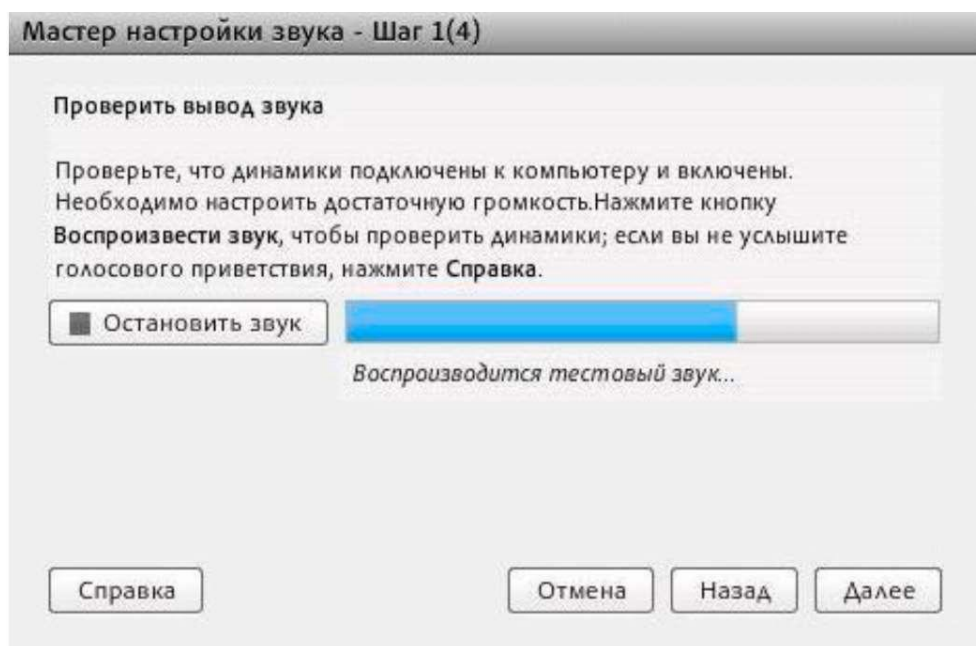 Мастер настройки звука - Шаг 1(4)
Проверить вывод звука
Проверьте, что динамики подключены к компьютеру и включены.
Необходимо настроить достаточную громкость.Нажмите кнопку
Воспроизвести звук, чтобы проверить динамики; если вы не услышите
голосового приветствия, нажмите Справка.
Остановить звук
Воспроизводится тестовый звук...
Справка
Отмена
Назад
Далее